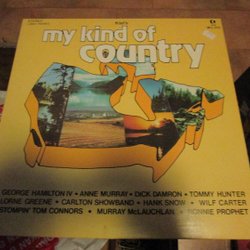 my kind of
country
GEORGE HAMILTON IV • ANNE MURRAY • DICK DAMRON • TOMMY HUNTER
LORNE GREENE • CARLTON SHOWBAND • HANK SNOW • WILF CARTER
STOMPIN' TOM CONNORS • MURRAY McLAUCHLAN • RONNIE PROPHET